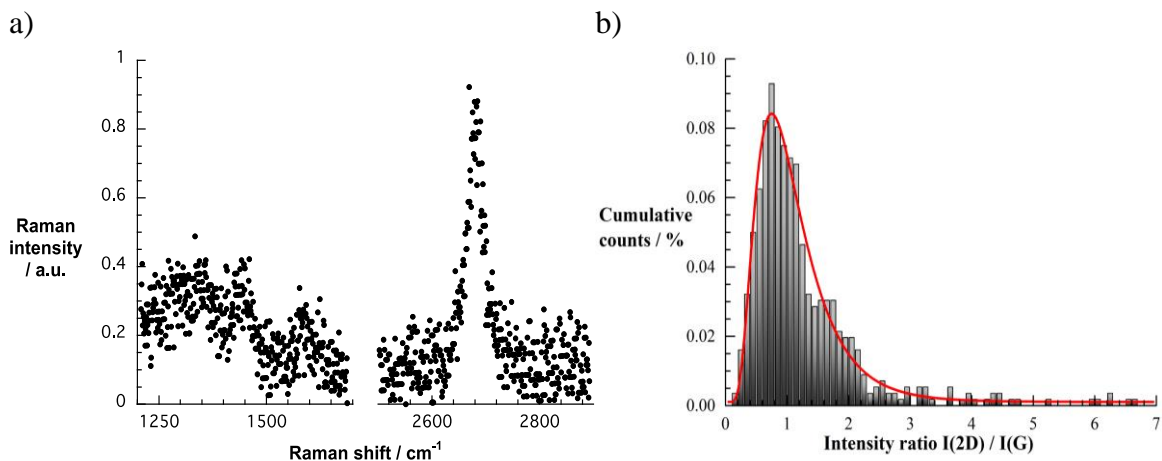 a)
1
0.8
0.6
0.4
0.2
0
Raman
intensity
/ a.u.
1250
1500
2600
2800
Raman shift / cm⁻¹
b)
0.10
0.08
0.06
0.04
0.02
0.00
Cumulative
counts / %
0 1 2 3 4 5 6 7
Intensity ratio I(2D) / I(G)